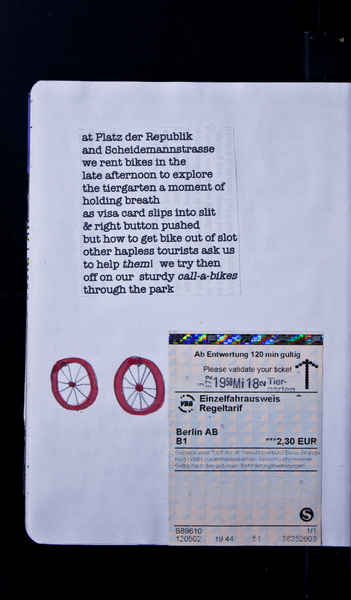 at Platz der Republik
and Scheidemannstrasse
we rent bikes in the
late afternoon to explore
the tiergarten a moment of
holding breath
as visa card slips into slit
& right button pushed
but how to get bike out of slot
other hapless tourists ask us
to help them! we try then
off on our sturdy call-a-bikes
through the park
Ab Entwertung 120 min gültig
Please validate your ticket
Mi 18
Tier-
garten
VBB
Einzelfahrausweis
Regeltarif
Berlin AB
B1 ***2,30 EUR
S
B89610 1/1
120502 19:44 51 38352903